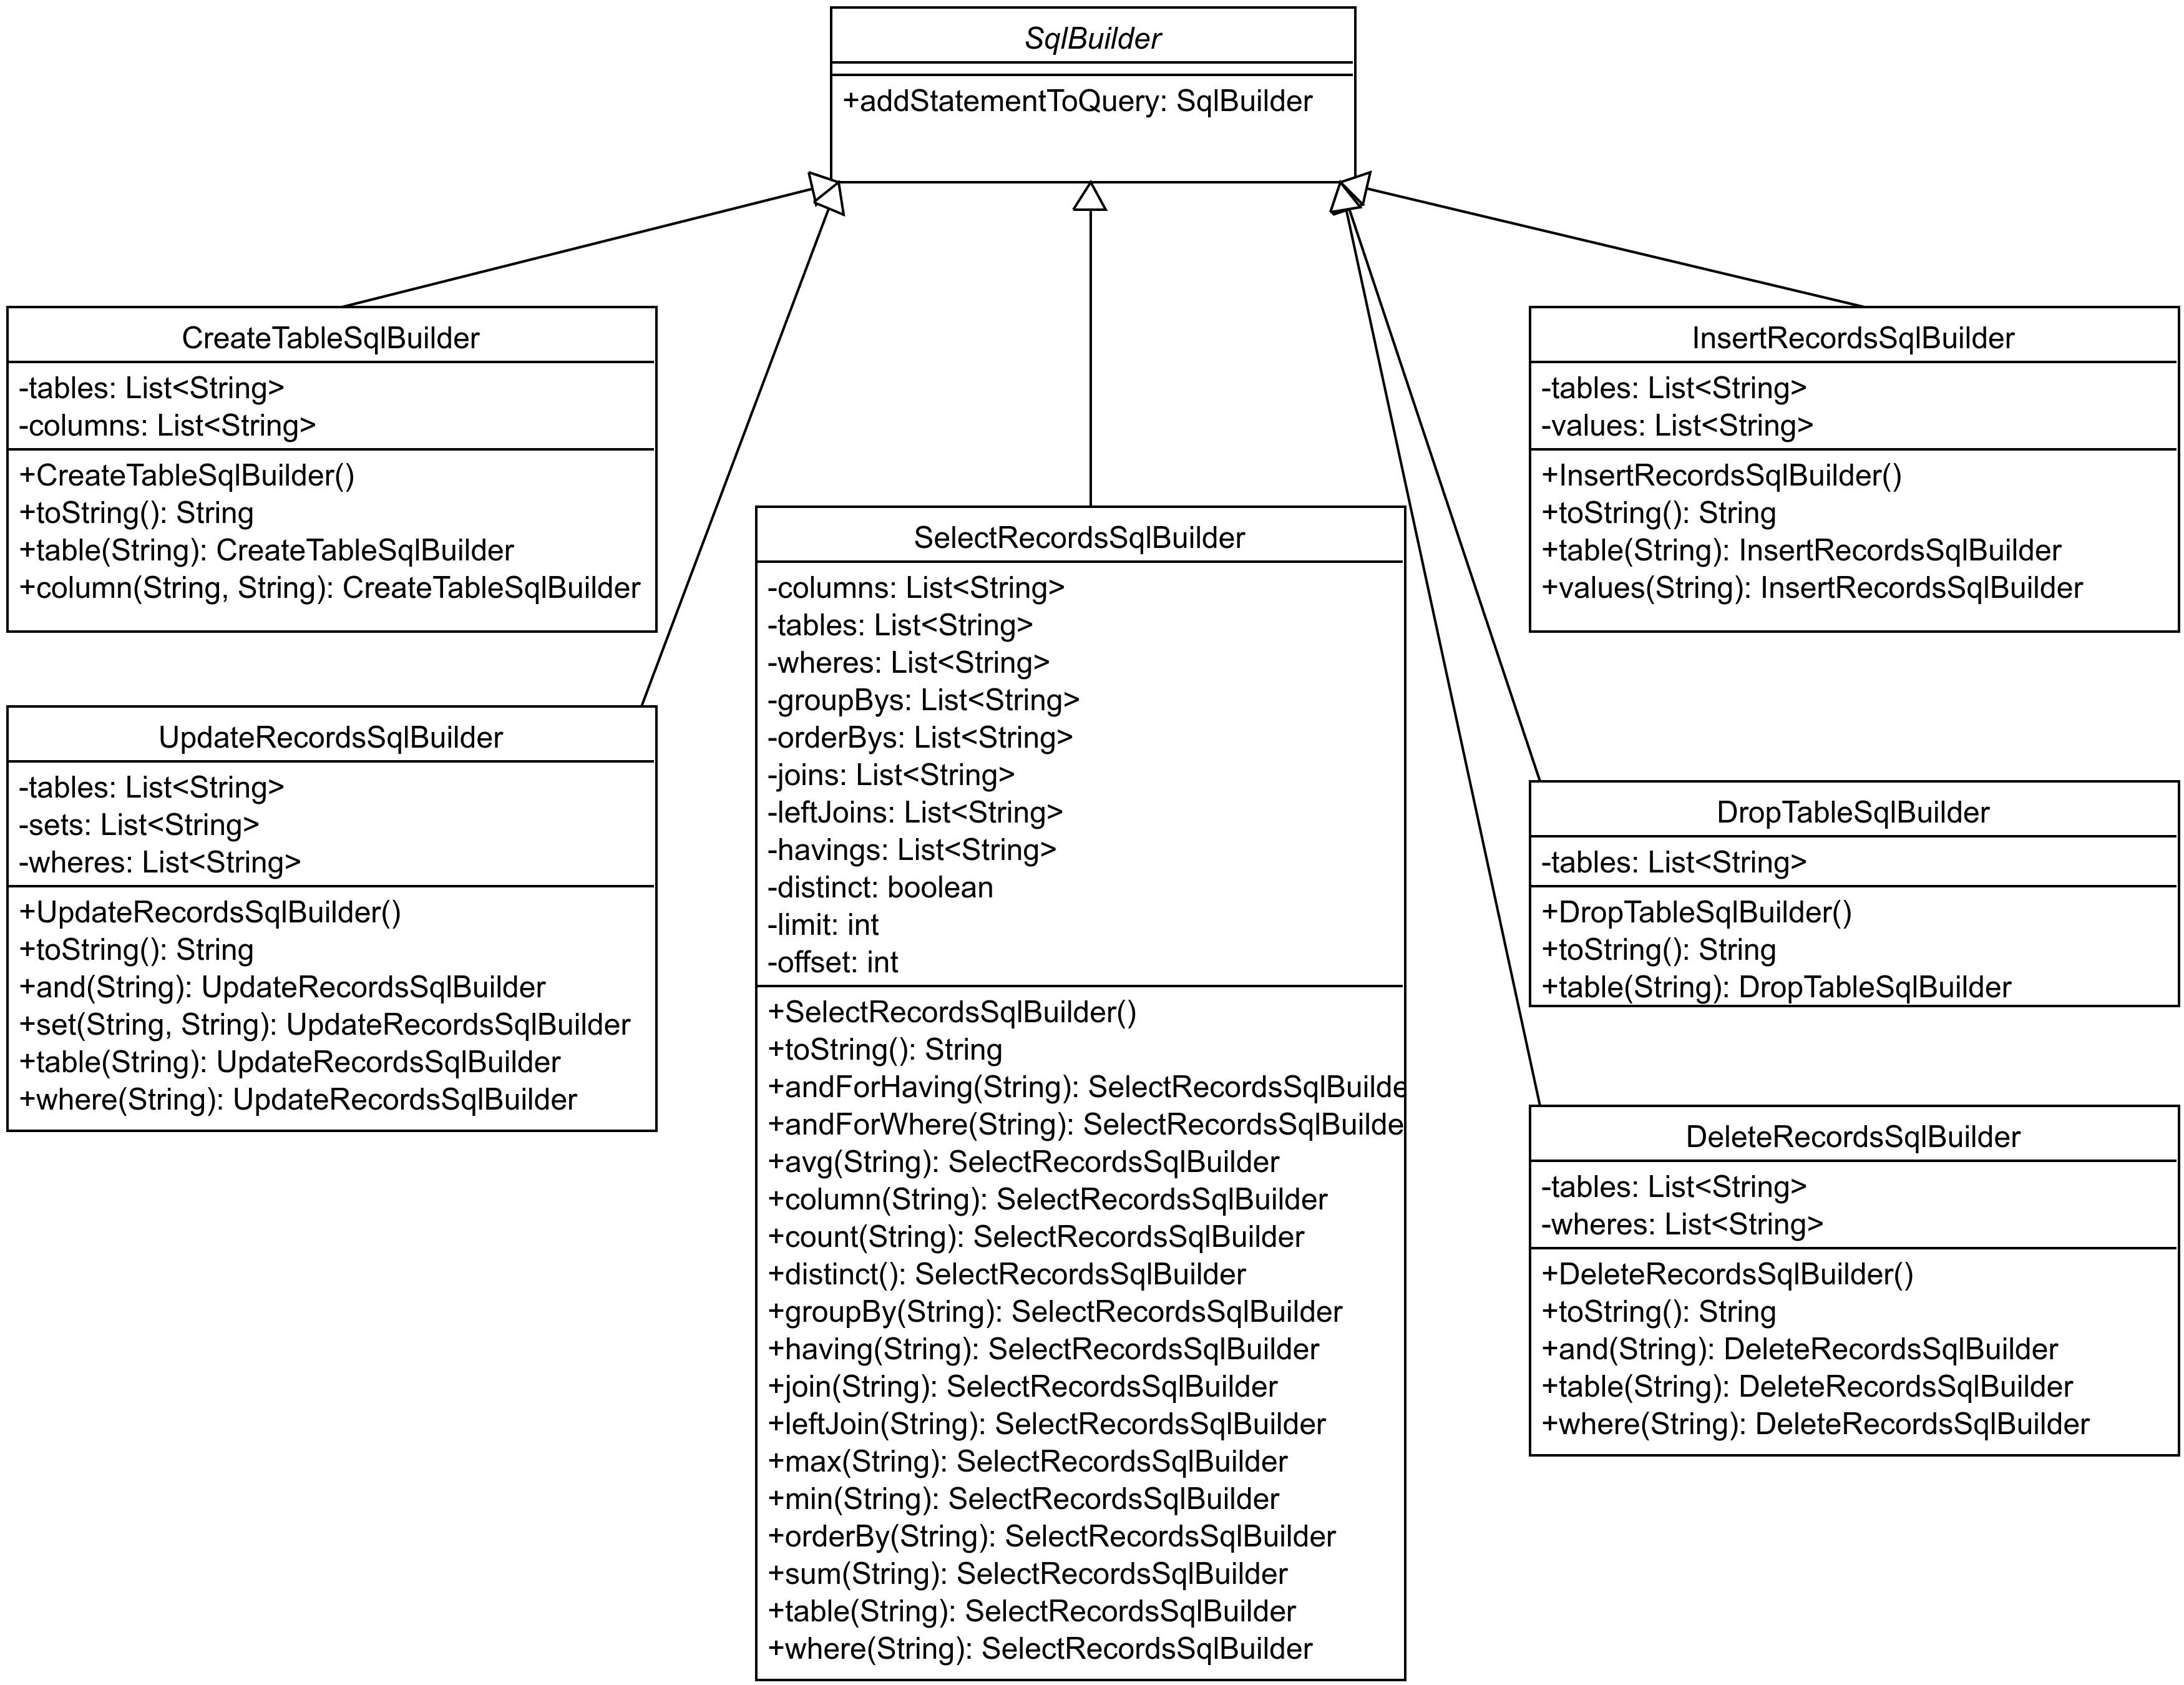 SqlBuilder
+addStatementToQuery: SqlBuilder
CreateTableSqlBuilder
-tables: List<String>
-columns: List<String>
+CreateTableSqlBuilder()
+toString(): String
+table(String): CreateTableSqlBuilder
+column(String, String): CreateTableSqlBuilder
UpdateRecordsSqlBuilder
-tables: List<String>
-sets: List<String>
-wheres: List<String>
+UpdateRecordsSqlBuilder()
+toString(): String
+and(String): UpdateRecordsSqlBuilder
+set(String, String): UpdateRecordsSqlBuilder
+table(String): UpdateRecordsSqlBuilder
+where(String): UpdateRecordsSqlBuilder
SelectRecordsSqlBuilder
-columns: List<String>
-tables: List<String>
-wheres: List<String>
-groupBys: List<String>
-orderBys: List<String>
-joins: List<String>
-leftJoins: List<String>
-havings: List<String>
-distinct: boolean
-limit: int
-offset: int
+SelectRecordsSqlBuilder()
+toString(): String
+andForHaving(String): SelectRecordsSqlBuilde
+andForWhere(String): SelectRecordsSqlBuilde
+avg(String): SelectRecordsSqlBuilder
+column(String): SelectRecordsSqlBuilder
+count(String): SelectRecordsSqlBuilder
+distinct(): SelectRecordsSqlBuilder
+groupBy(String): SelectRecordsSqlBuilder
+having(String): SelectRecordsSqlBuilder
+join(String): SelectRecordsSqlBuilder
+leftJoin(String): SelectRecordsSqlBuilder
+max(String): SelectRecordsSqlBuilder
+min(String): SelectRecordsSqlBuilder
+orderBy(String): SelectRecordsSqlBuilder
+sum(String): SelectRecordsSqlBuilder
+table(String): SelectRecordsSqlBuilder
+where(String): SelectRecordsSqlBuilder
InsertRecordsSqlBuilder
-tables: List<String>
-values: List<String>
+InsertRecordsSqlBuilder()
+toString(): String
+table(String): InsertRecordsSqlBuilder
+values(String): InsertRecordsSqlBuilder
DropTableSqlBuilder
-tables: List<String>
+DropTableSqlBuilder()
+toString(): String
+table(String): DropTableSqlBuilder
DeleteRecordsSqlBuilder
-tables: List<String>
-wheres: List<String>
+DeleteRecordsSqlBuilder()
+toString(): String
+and(String): DeleteRecordsSqlBuilder
+table(String): DeleteRecordsSqlBuilder
+where(String): DeleteRecordsSqlBuilder